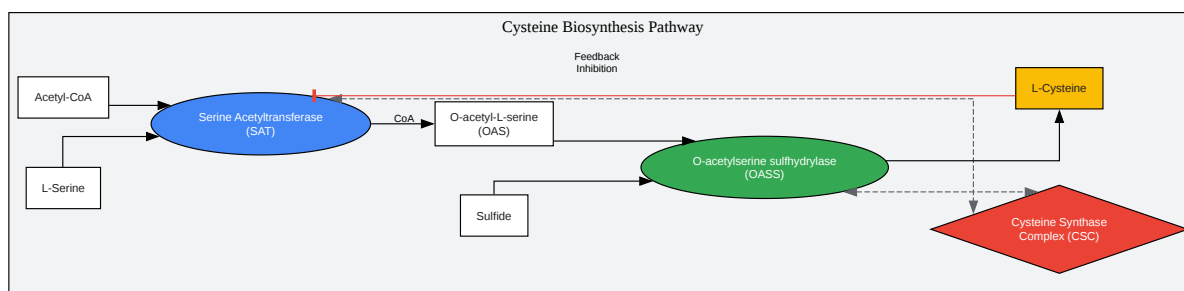 Cysteine Biosynthesis Pathway
Feedback
Inhibition
Acetyl-CoA
L-Cysteine
Serine Acetyltransferase
(SAT)
CoA
O-acetyl-L-serine
(OAS)
O-acetylserine sulfhydrylase
(OASS)
L-Serine
Sulfide
Cysteine Synthase
Complex (CSC)